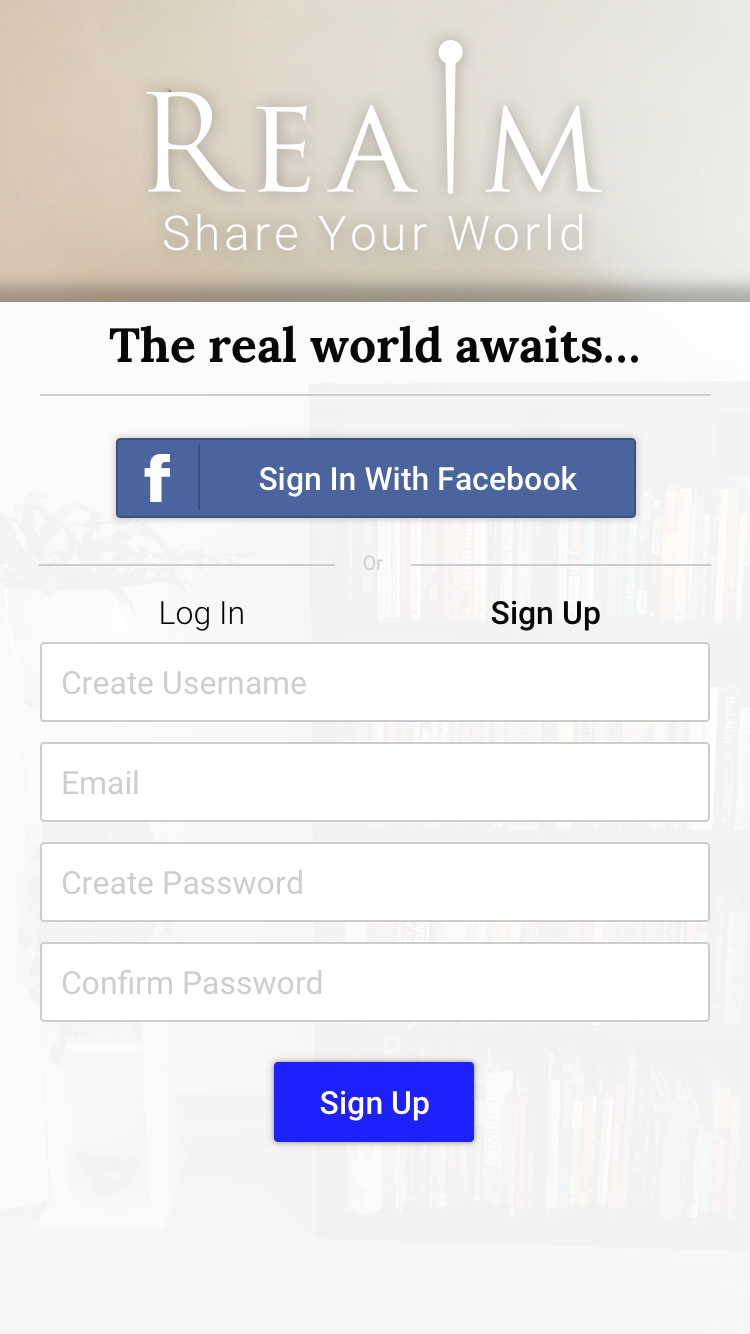 Realm
Share Your World
The real world awaits...
f Sign In With Facebook
Or
Log In Sign Up
Create Username
Email
Create Password
Confirm Password
Sign Up